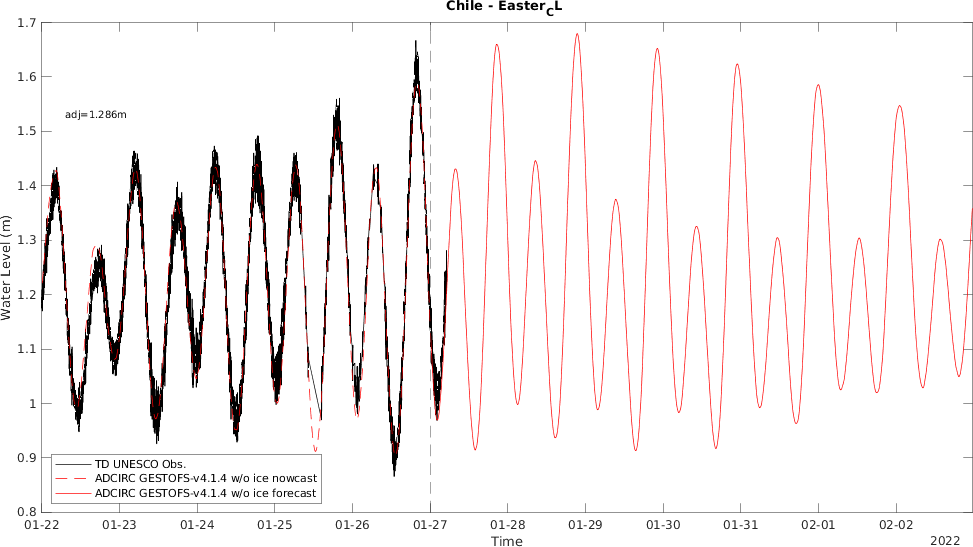 Chile - Easter_CL
1.7
1.6
adj=1.286m
1.5
1.4
1.3
Water Level (m)
1.2
1.1
1
0.9
TD UNESCO Obs.
ADCIRC GESTOFS-v4.1.4 w/o ice nowcast
ADCIRC GESTOFS-v4.1.4 w/o ice forecast
0.8
01-22 01-23 01-24 01-25 01-26 01-27 01-28 01-29 01-30 01-31 02-01 02-02
Time
2022